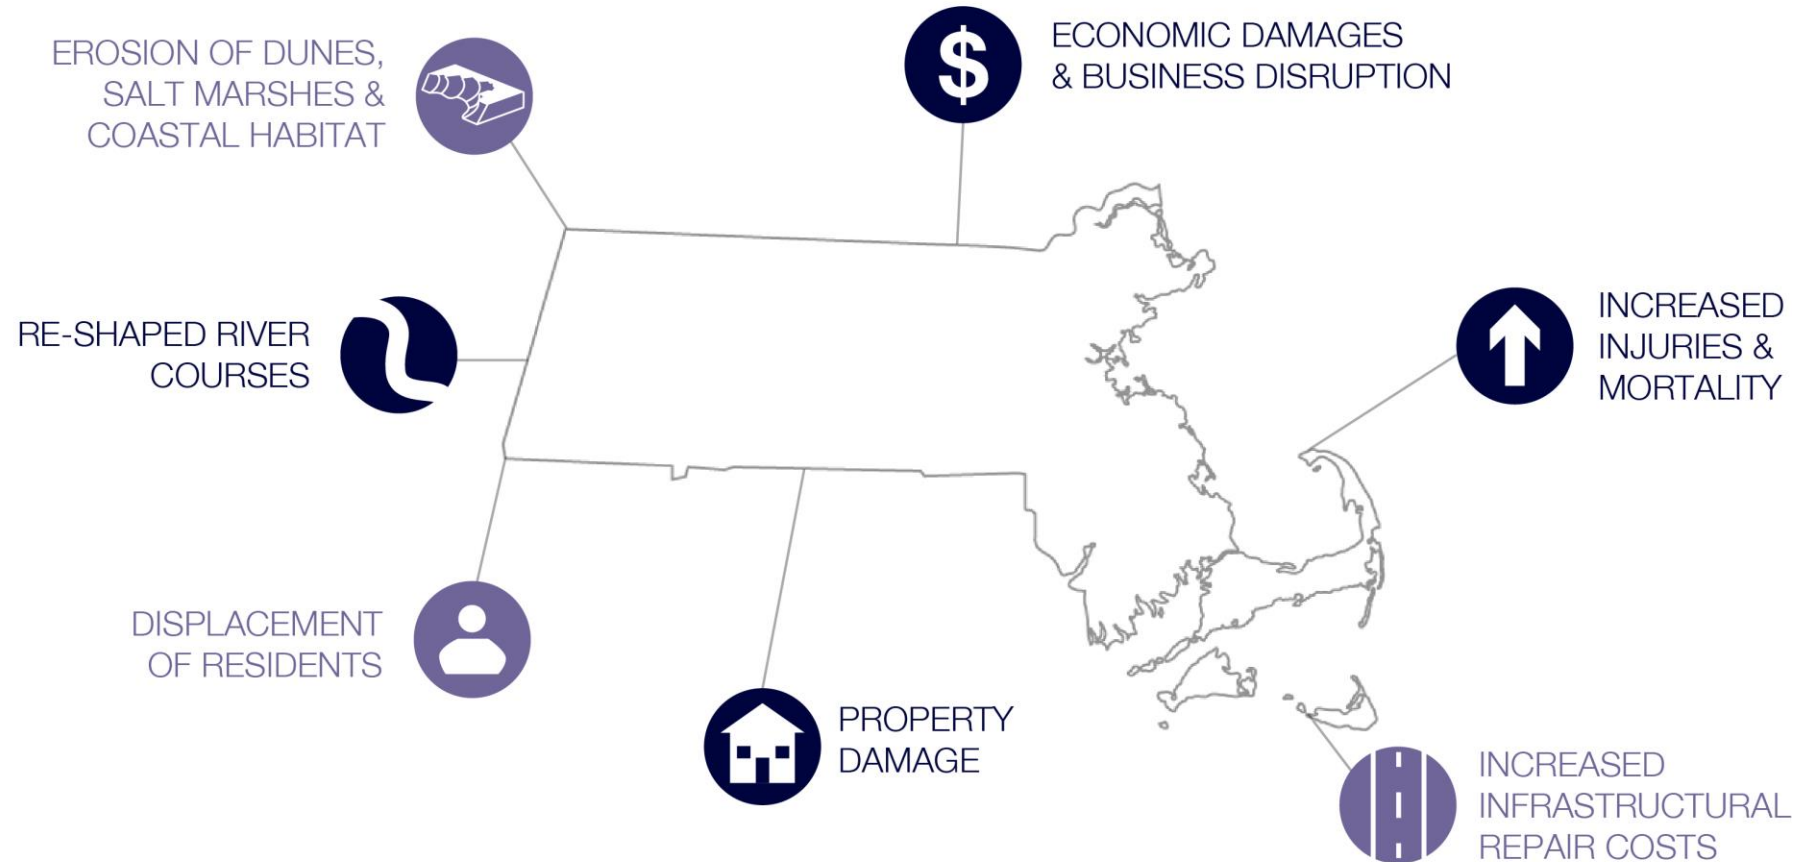 EROSION OF DUNES,
SALT MARSHES &
COASTAL HABITAT
$
ECONOMIC DAMAGES
& BUSINESS DISRUPTION
RE-SHAPED RIVER
COURSES
INCREASED
INJURIES &
MORTALITY
DISPLACEMENT
OF RESIDENTS
PROPERTY
DAMAGE
INCREASED
INFRASTRUCTURAL
REPAIR COSTS